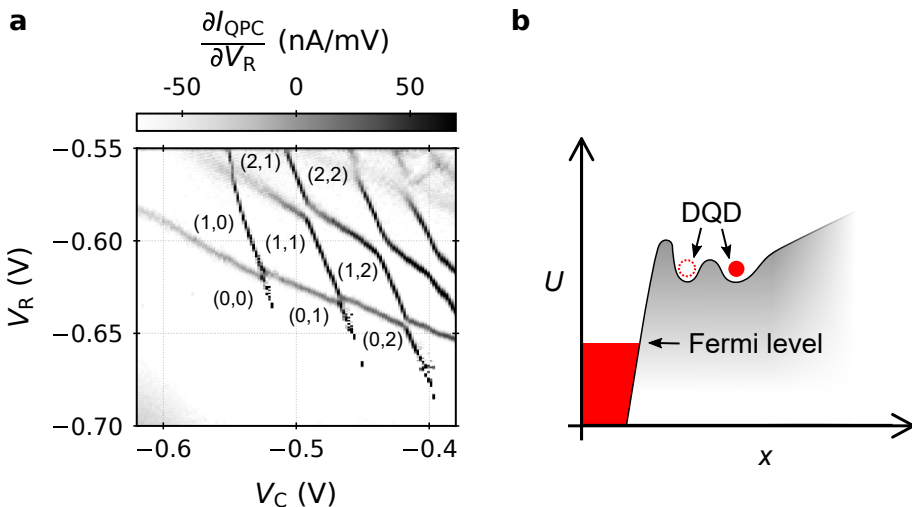 a
∂I_QPC
∂V_R
(nA/mV)
-50 0 50
−0.55
−0.60
−0.65
−0.70
V_R (V)
(2,1)
(2,2)
(1,0)
(1,1)
(1,2)
(0,0)
(0,1)
(0,2)
−0.6 −0.5 −0.4
V_C (V)
b
DQD
U
Fermi level
x